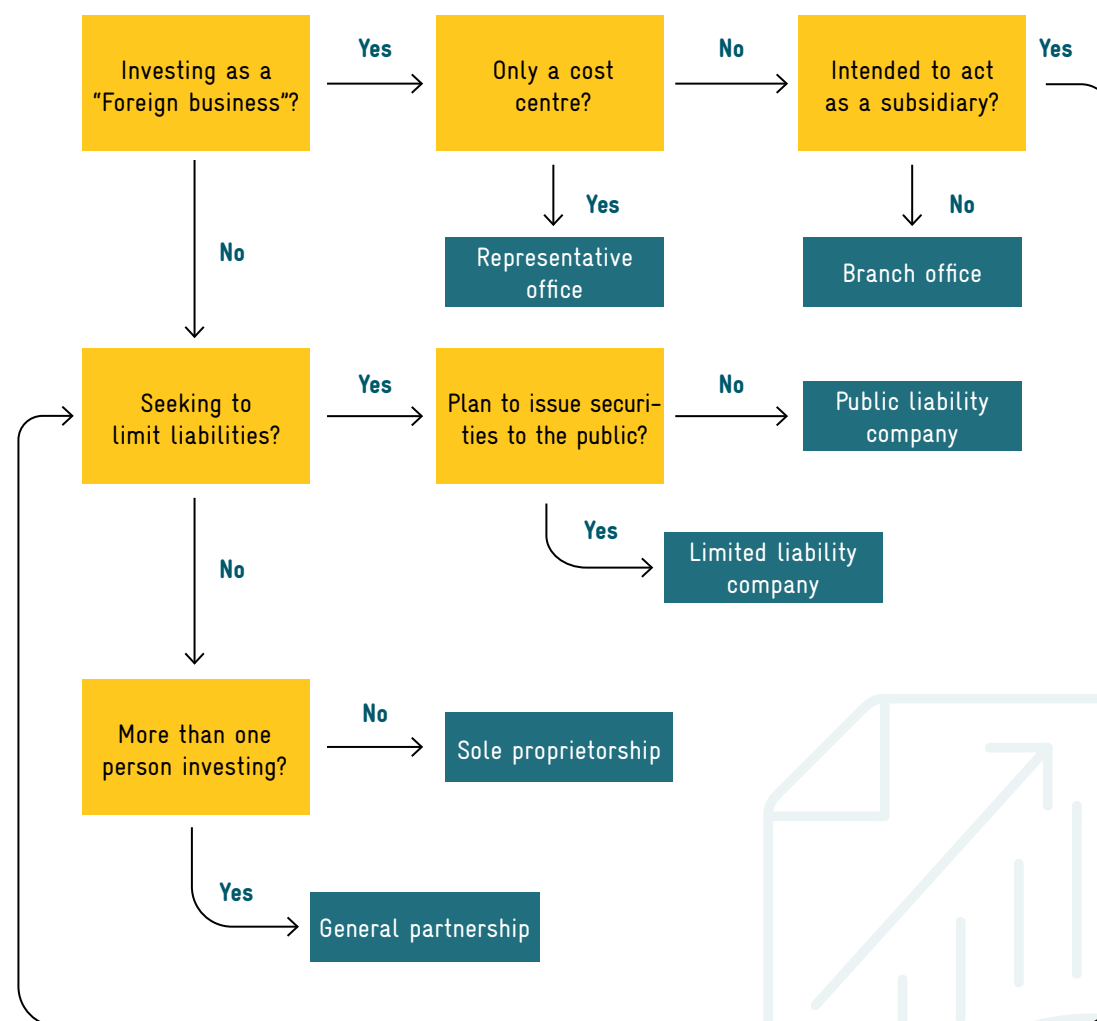 Investing as a
"Foreign business"?
Yes
Only a cost
centre?
No
Intended to act
as a subsidiary?
Yes
No
Yes
Representative
office
No
Branch office
Seeking to
limit liabilities?
Yes
Plan to issue securi-
ties to the public?
No
Public liability
company
Yes
Limited liability
company
No
More than one
person investing?
No
Sole proprietorship
Yes
General partnership